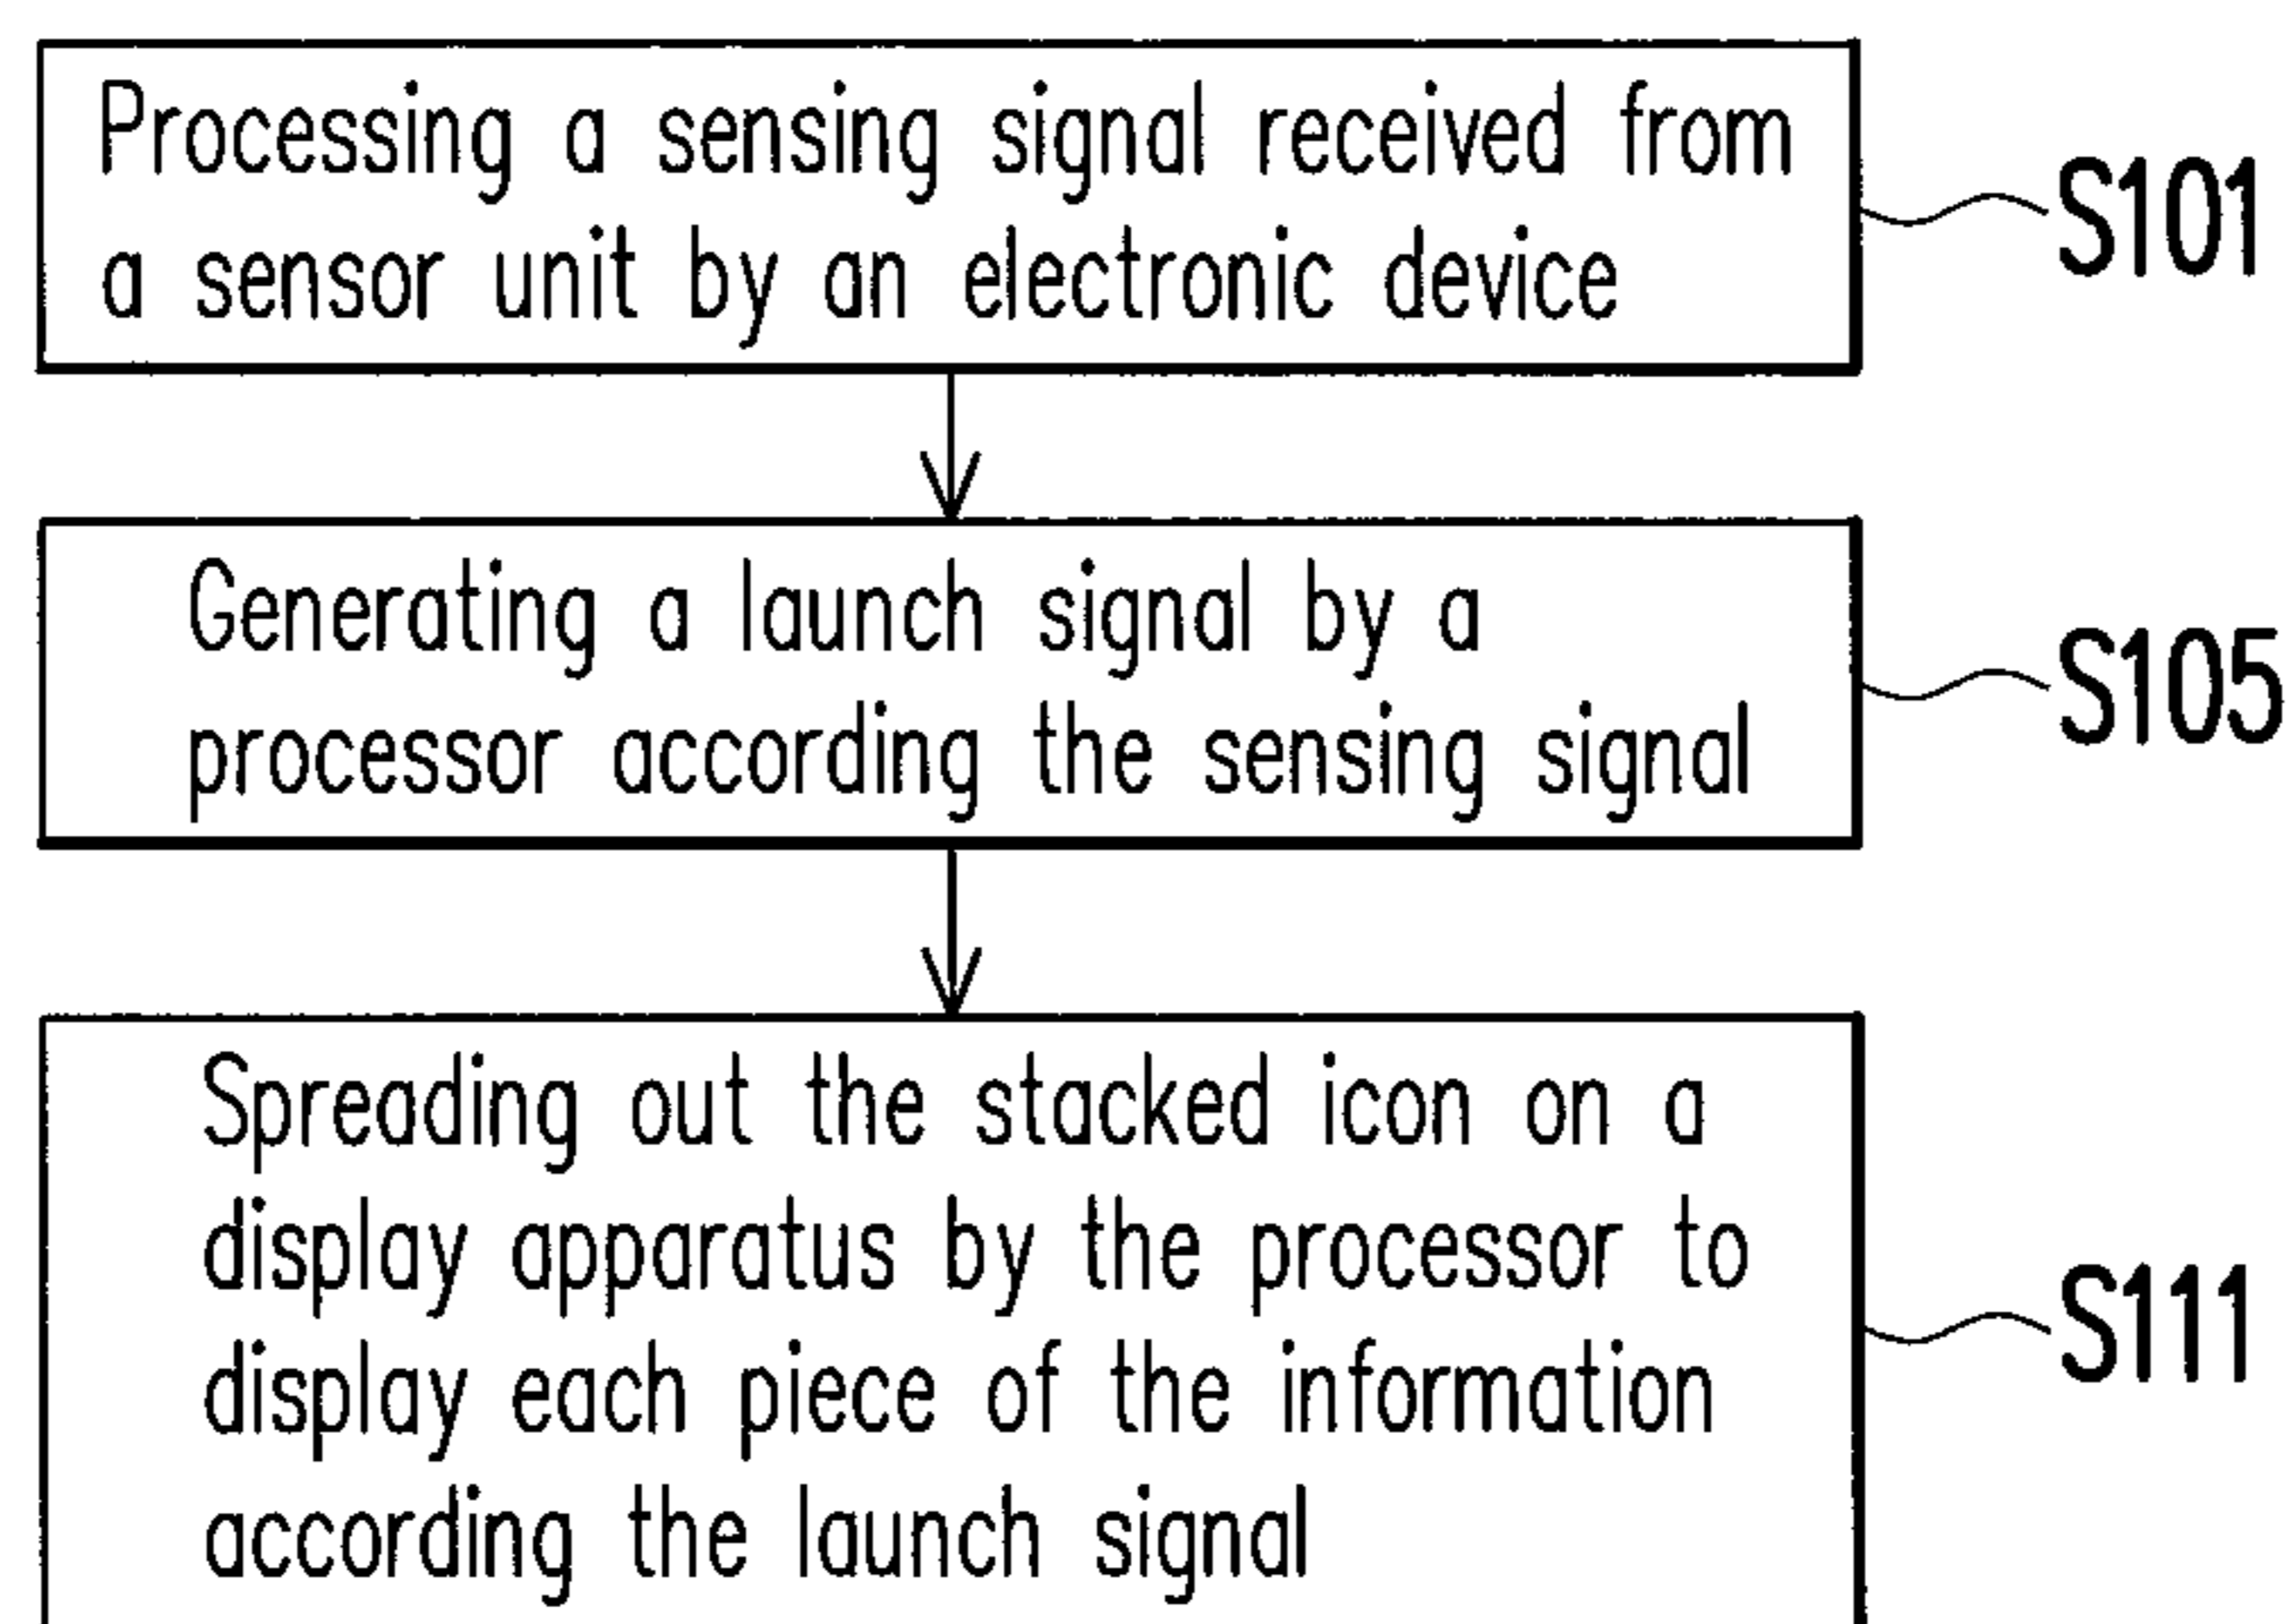 Processing a sensing signal received from
a sensor unit by an electronic device
S101
Generating a launch signal by a
processor according the sensing signal
S105
Spreading out the stacked icon on a
display apparatus by the processor to
display each piece of the information
according the launch signal
S111